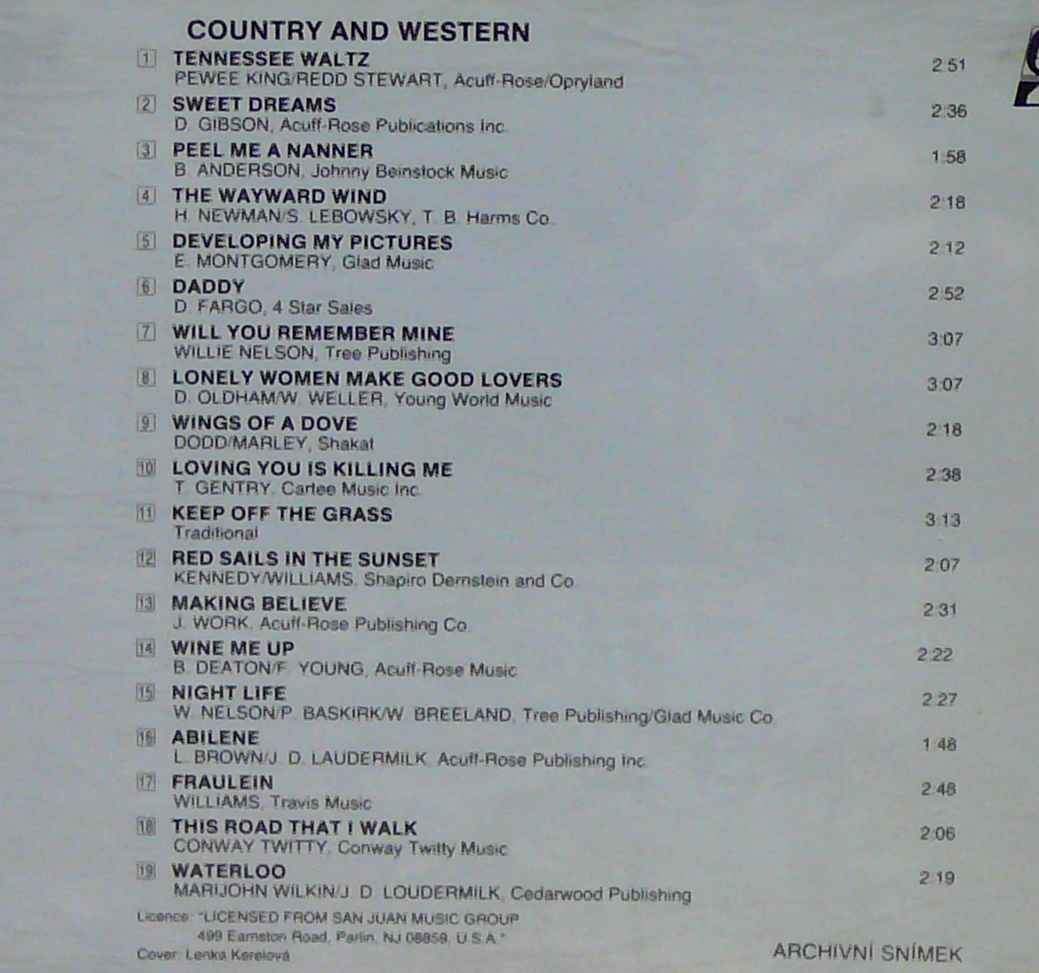 COUNTRY AND WESTERN
1 TENNESSEE WALTZ 2:51
PEWEE KING/REDD STEWART, Acuff-Rose/Opryland
2 SWEET DREAMS 2:36
D. GIBSON, Acuff-Rose Publications Inc.
3 PEEL ME A NANNER 1:58
B. ANDERSON, Johnny Beinstock Music
4 THE WAYWARD WIND 2:18
H. NEWMAN/S. LEBOWSKY, T. B. Harms Co.
5 DEVELOPING MY PICTURES 2:12
E. MONTGOMERY, Glad Music
6 DADDY 2:52
D. FARGO, 4 Star Sales
7 WILL YOU REMEMBER MINE 3:07
WILLIE NELSON, Tree Publishing
8 LONELY WOMEN MAKE GOOD LOVERS 3:07
D. OLDHAM/W. WELLER, Young World Music
9 WINGS OF A DOVE 2:18
DODD/MARLEY, Shakat
10 LOVING YOU IS KILLING ME 2:38
T. GENTRY, Cartee Music Inc.
11 KEEP OFF THE GRASS 3:13
Traditional
12 RED SAILS IN THE SUNSET 2:07
KENNEDY/WILLIAMS, Shapiro Dernstein and Co.
13 MAKING BELIEVE 2:31
J. WORK, Acuff-Rose Publishing Co.
14 WINE ME UP 2:22
B. DEATON/F. YOUNG, Acuff-Rose Music
15 NIGHT LIFE 2:27
W. NELSON/P. BASKIRK/W. BREELAND, Tree Publishing/Glad Music Co.
16 ABILENE 1:48
L. BROWN/J. D. LAUDERMILK, Acuff-Rose Publishing Inc.
17 FRAULEIN 2:48
WILLIAMS, Travis Music
18 THIS ROAD THAT I WALK 2:06
CONWAY TWITTY, Conway Twitty Music
19 WATERLOO 2:19
MARIJOHN WILKIN/J. D. LOUDERMILK, Cedarwood Publishing
Licence: "LICENSED FROM SAN JUAN MUSIC GROUP
499 Earnston Road, Parlin, NJ 08859, U.S.A."
Cover: Lenka Kerelová
ARCHIVNÍ SNÍMEK